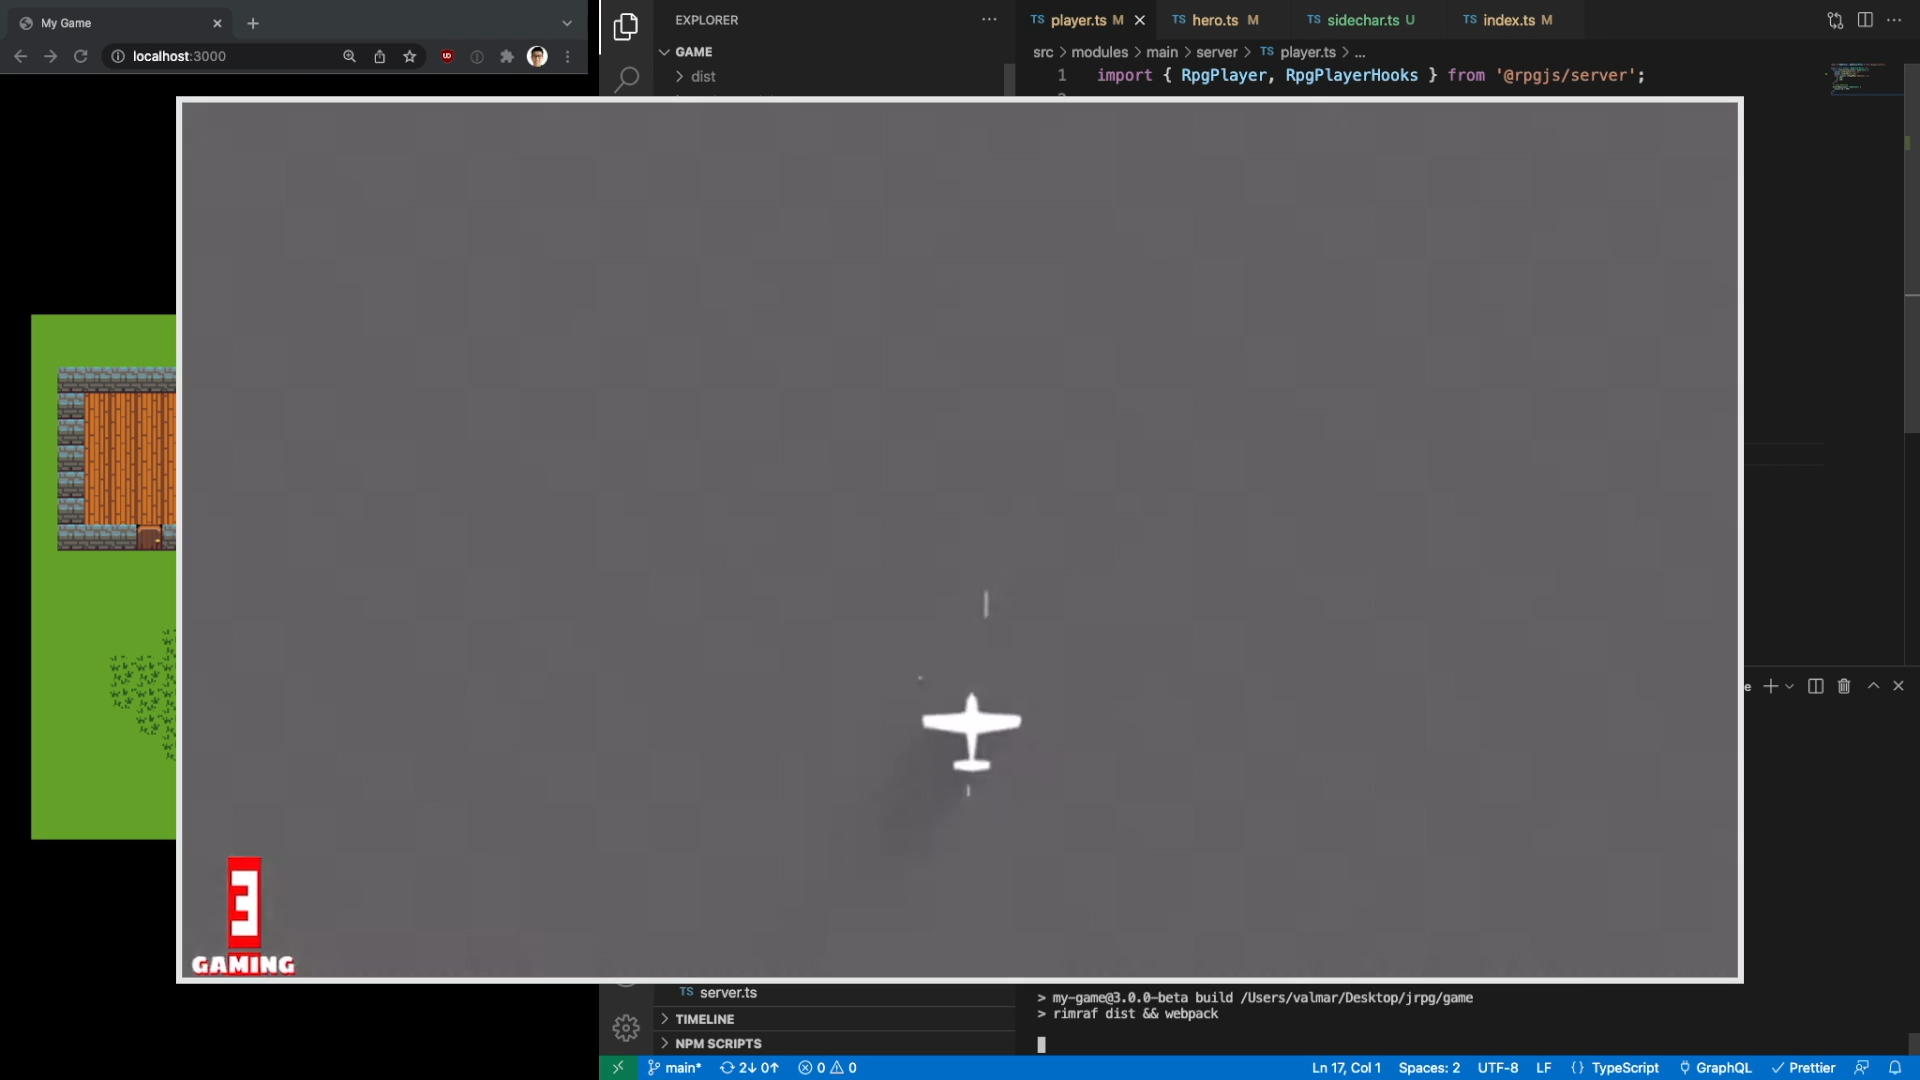 My Game
localhost:3000
EXPLORER
GAME
dist
TS player.ts M
TS hero.ts M
TS sidechar.ts U
TS index.ts M
src > modules > main > server > TS player.ts > ...
1 import { RpgPlayer, RpgPlayerHooks } from '@rpgjs/server';
3
GAMING
TS server.ts
TIMELINE
NPM SCRIPTS
> my-game@3.0.0-beta build /Users/valmar/Desktop/jrpg/game
> rimraf dist && webpack
main* 2↓ 0↑ 0 0
Ln 17, Col 1 Spaces: 2 UTF-8 LF {} TypeScript GraphQL Prettier